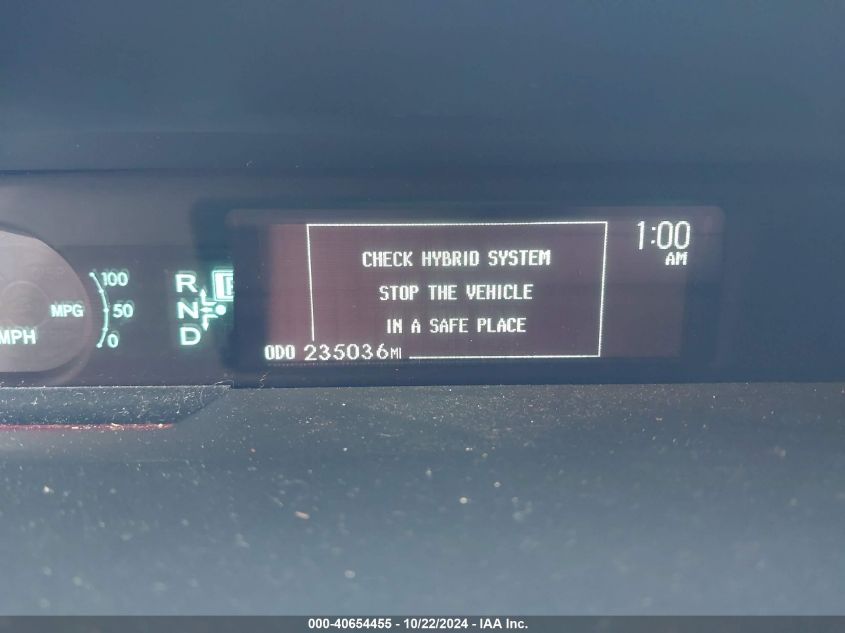 100
MPG 50
MPH 0
R
N
D
CHECK HYBRID SYSTEM
STOP THE VEHICLE
IN A SAFE PLACE
1:00
AM
ODO 235036MI
000-40654455 - 10/22/2024 - IAA Inc.